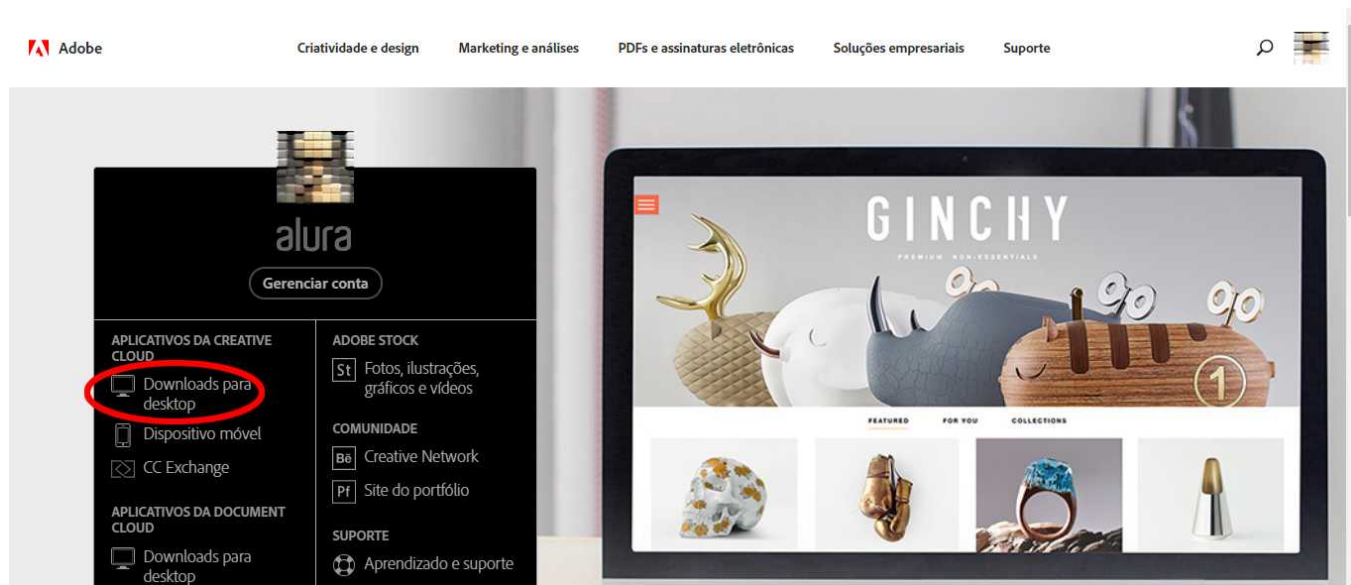 Adobe
Criatividade e design
Marketing e análises
PDFs e assinaturas eletrônicas
Soluções empresariais
Suporte
alura
Gerenciar conta
APLICATIVOS DA CREATIVE
CLOUD
Downloads para
desktop
Dispositivo móvel
CC Exchange
APLICATIVOS DA DOCUMENT
CLOUD
Downloads para
desktop
ADOBE STOCK
St
Fotos, ilustrações,
gráficos e vídeos
COMUNIDADE
Bē Creative Network
Pf Site do portfólio
SUPORTE
Aprendizado e suporte
GINCHY
PREMIUM NON-ESSENTIALS
1
FEATURED
FOR YOU
COLLECTIONS